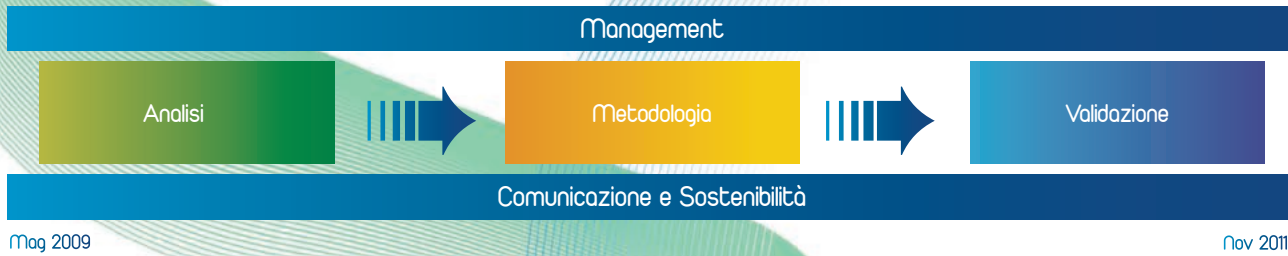 Management
Analisi
Metodologia
Validazione
Comunicazione e Sostenibilità
Mag 2009
Nov 2011